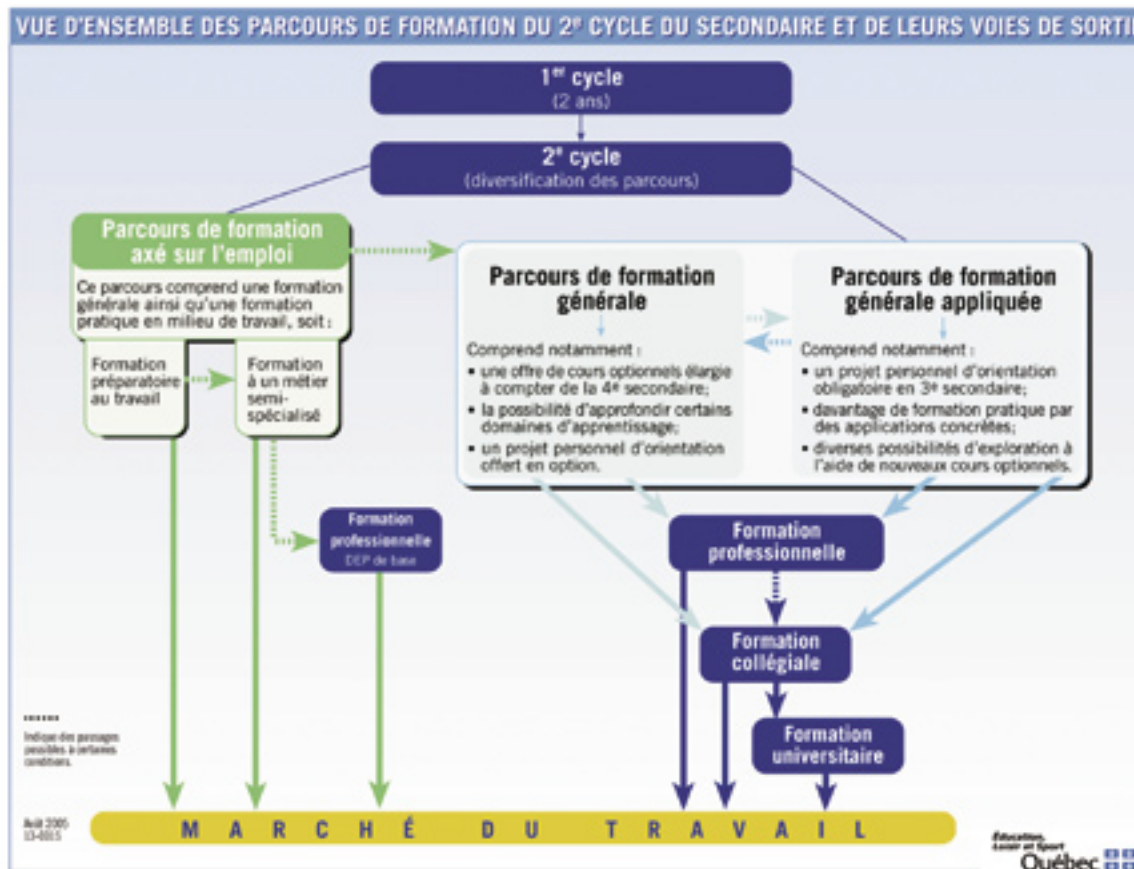 VUE D'ENSEMBLE DES PARCOURS DE FORMATION DU 2e CYCLE DU SECONDAIRE ET DE LEURS VOIES DE SORTI
1er cycle
(2 ans)
2e cycle
(diversification des parcours)
Parcours de formation
axé sur l'emploi
Ce parcours comprend une formation
générale ainsi qu'une formation
pratique en milieu de travail, soit :
Formation
préparatoire
au travail
Formation
à un métier
semi-
spécialisé
Parcours de formation
générale
Comprend notamment :
• une offre de cours optionnels élargie
à compter de la 4e secondaire;
• la possibilité d'approfondir certains
domaines d'apprentissage;
• un projet personnel d'orientation
offert en option.
Parcours de formation
générale appliquée
Comprend notamment :
• un projet personnel d'orientation
obligatoire en 3e secondaire;
• davantage de formation pratique par
des applications concrètes;
• diverses possibilités d'exploration à
l'aide de nouveaux cours optionnels.
Formation
professionnelle
DEP de base
Formation
professionnelle
Formation
collégiale
Formation
universitaire
Indique des passages
possibles à certaines
conditions.
MARCHÉ DU TRAVAIL
Août 2005
13-0015
Éducation,
Loisir et Sport
Québec